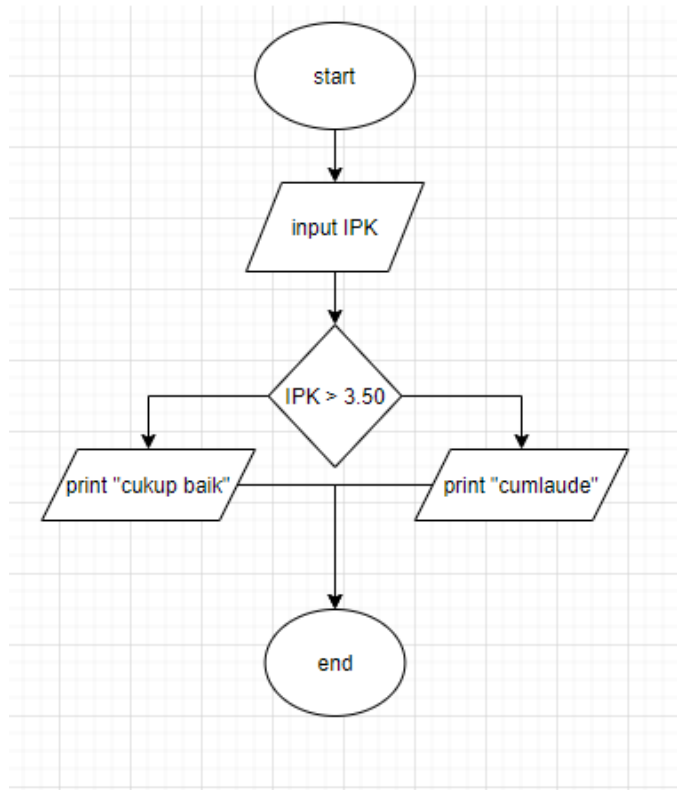 start
input IPK
IPK > 3.50
print "cukup baik"
print "cumlaude"
end